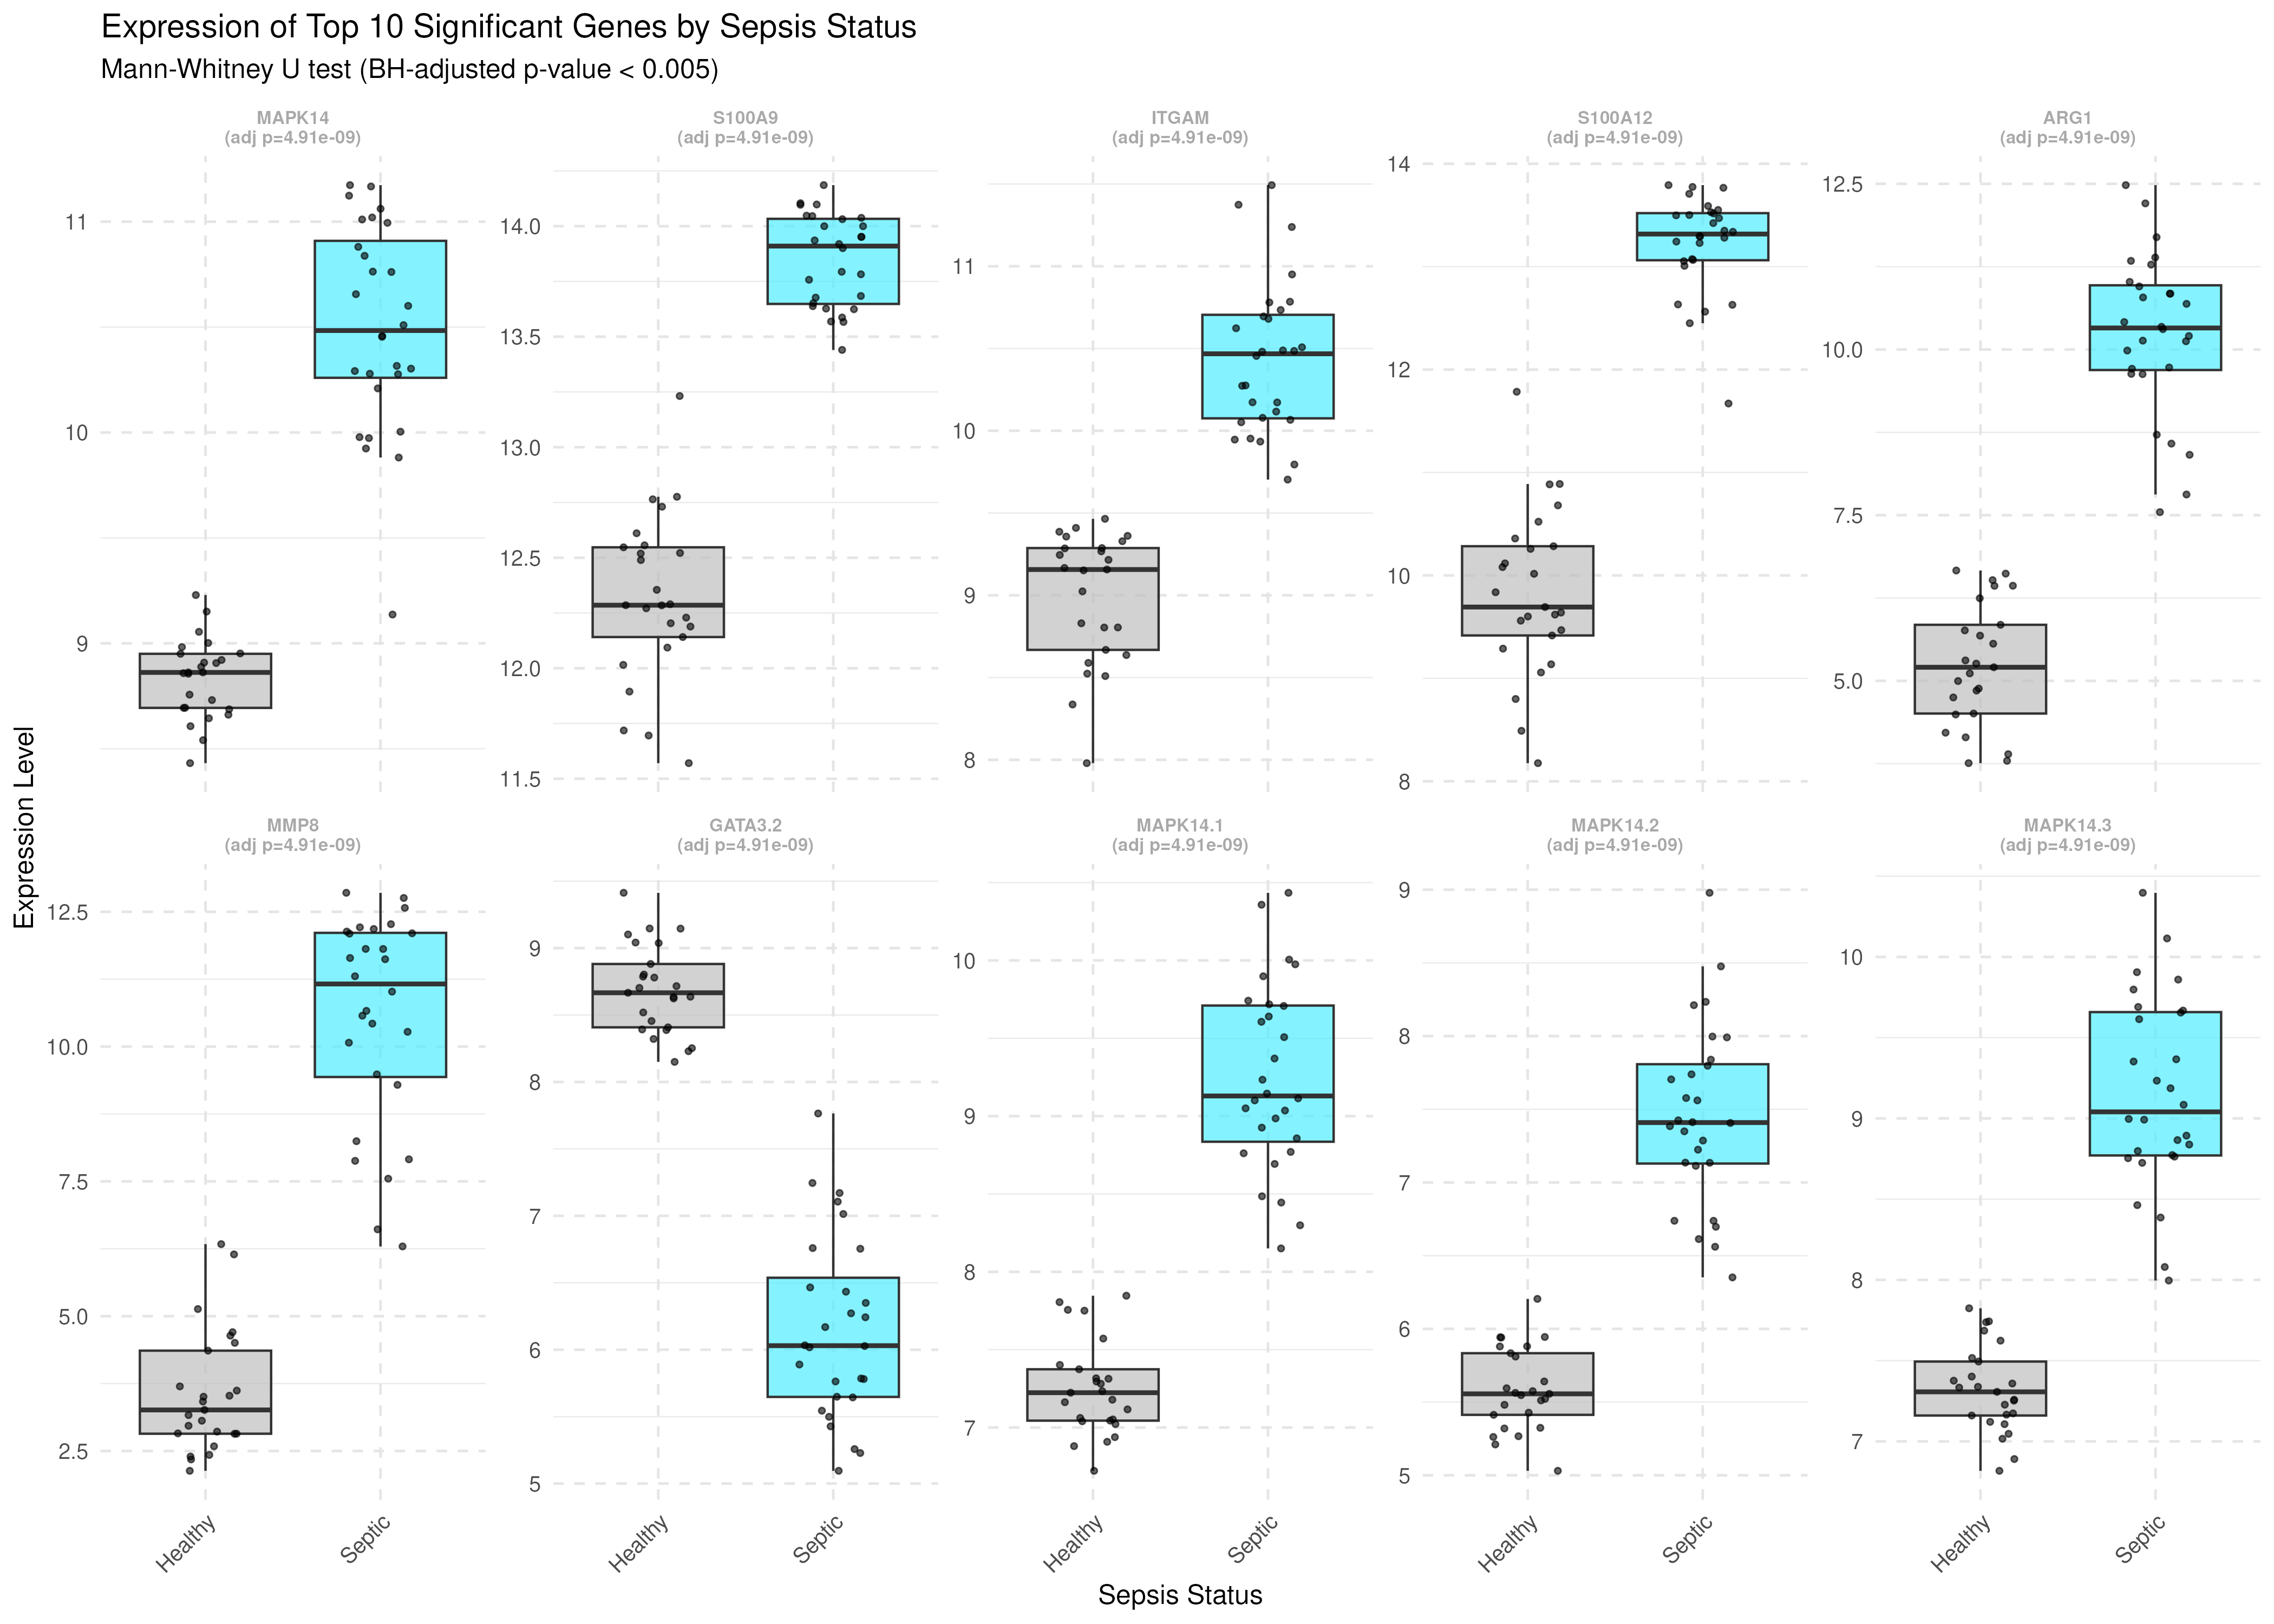 Expression of Top 10 Significant Genes by Sepsis Status
Mann-Whitney U test (BH-adjusted p-value < 0.005)
MAPK14
(adj p=4.91e-09)
S100A9
(adj p=4.91e-09)
ITGAM
(adj p=4.91e-09)
S100A12
(adj p=4.91e-09)
ARG1
(adj p=4.91e-09)
11
10
9
14.0
13.5
13.0
12.5
12.0
11.5
11
10
9
8
14
12
10
8
12.5
10.0
7.5
5.0
Expression Level
MMP8
(adj p=4.91e-09)
GATA3.2
(adj p=4.91e-09)
MAPK14.1
(adj p=4.91e-09)
MAPK14.2
(adj p=4.91e-09)
MAPK14.3
(adj p=4.91e-09)
12.5
10.0
7.5
5.0
2.5
9
8
7
6
5
10
9
8
7
9
8
7
6
5
10
9
8
7
Healthy
Septic
Healthy
Septic
Healthy
Septic
Healthy
Septic
Healthy
Septic
Sepsis Status